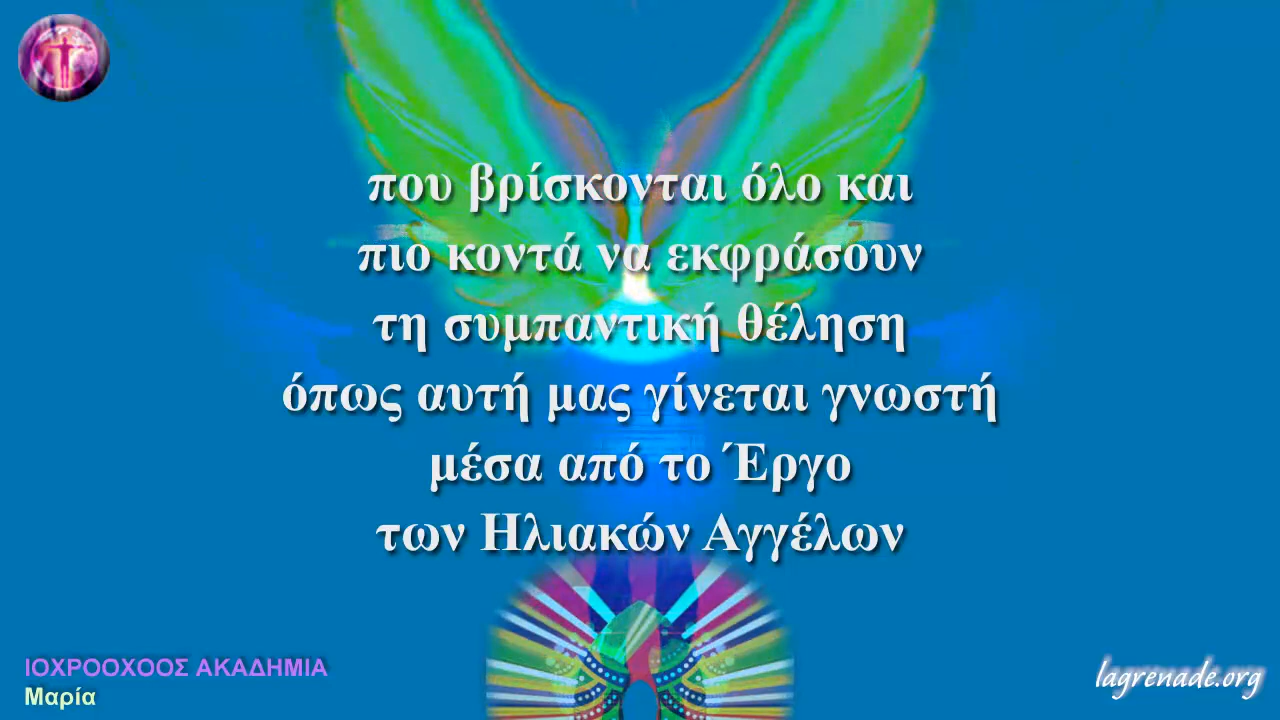 που βρίσκονται όλο και
πιο κοντά να εκφράσουν
τη συμπαντική θέληση
όπως αυτή μας γίνεται γνωστή
μέσα από το Έργο
των Ηλιακών Αγγέλων
ΙΟΧΡΟΟΧΟΟΣ ΑΚΑΔΗΜΙΑ
Μαρία
lagrenade.org